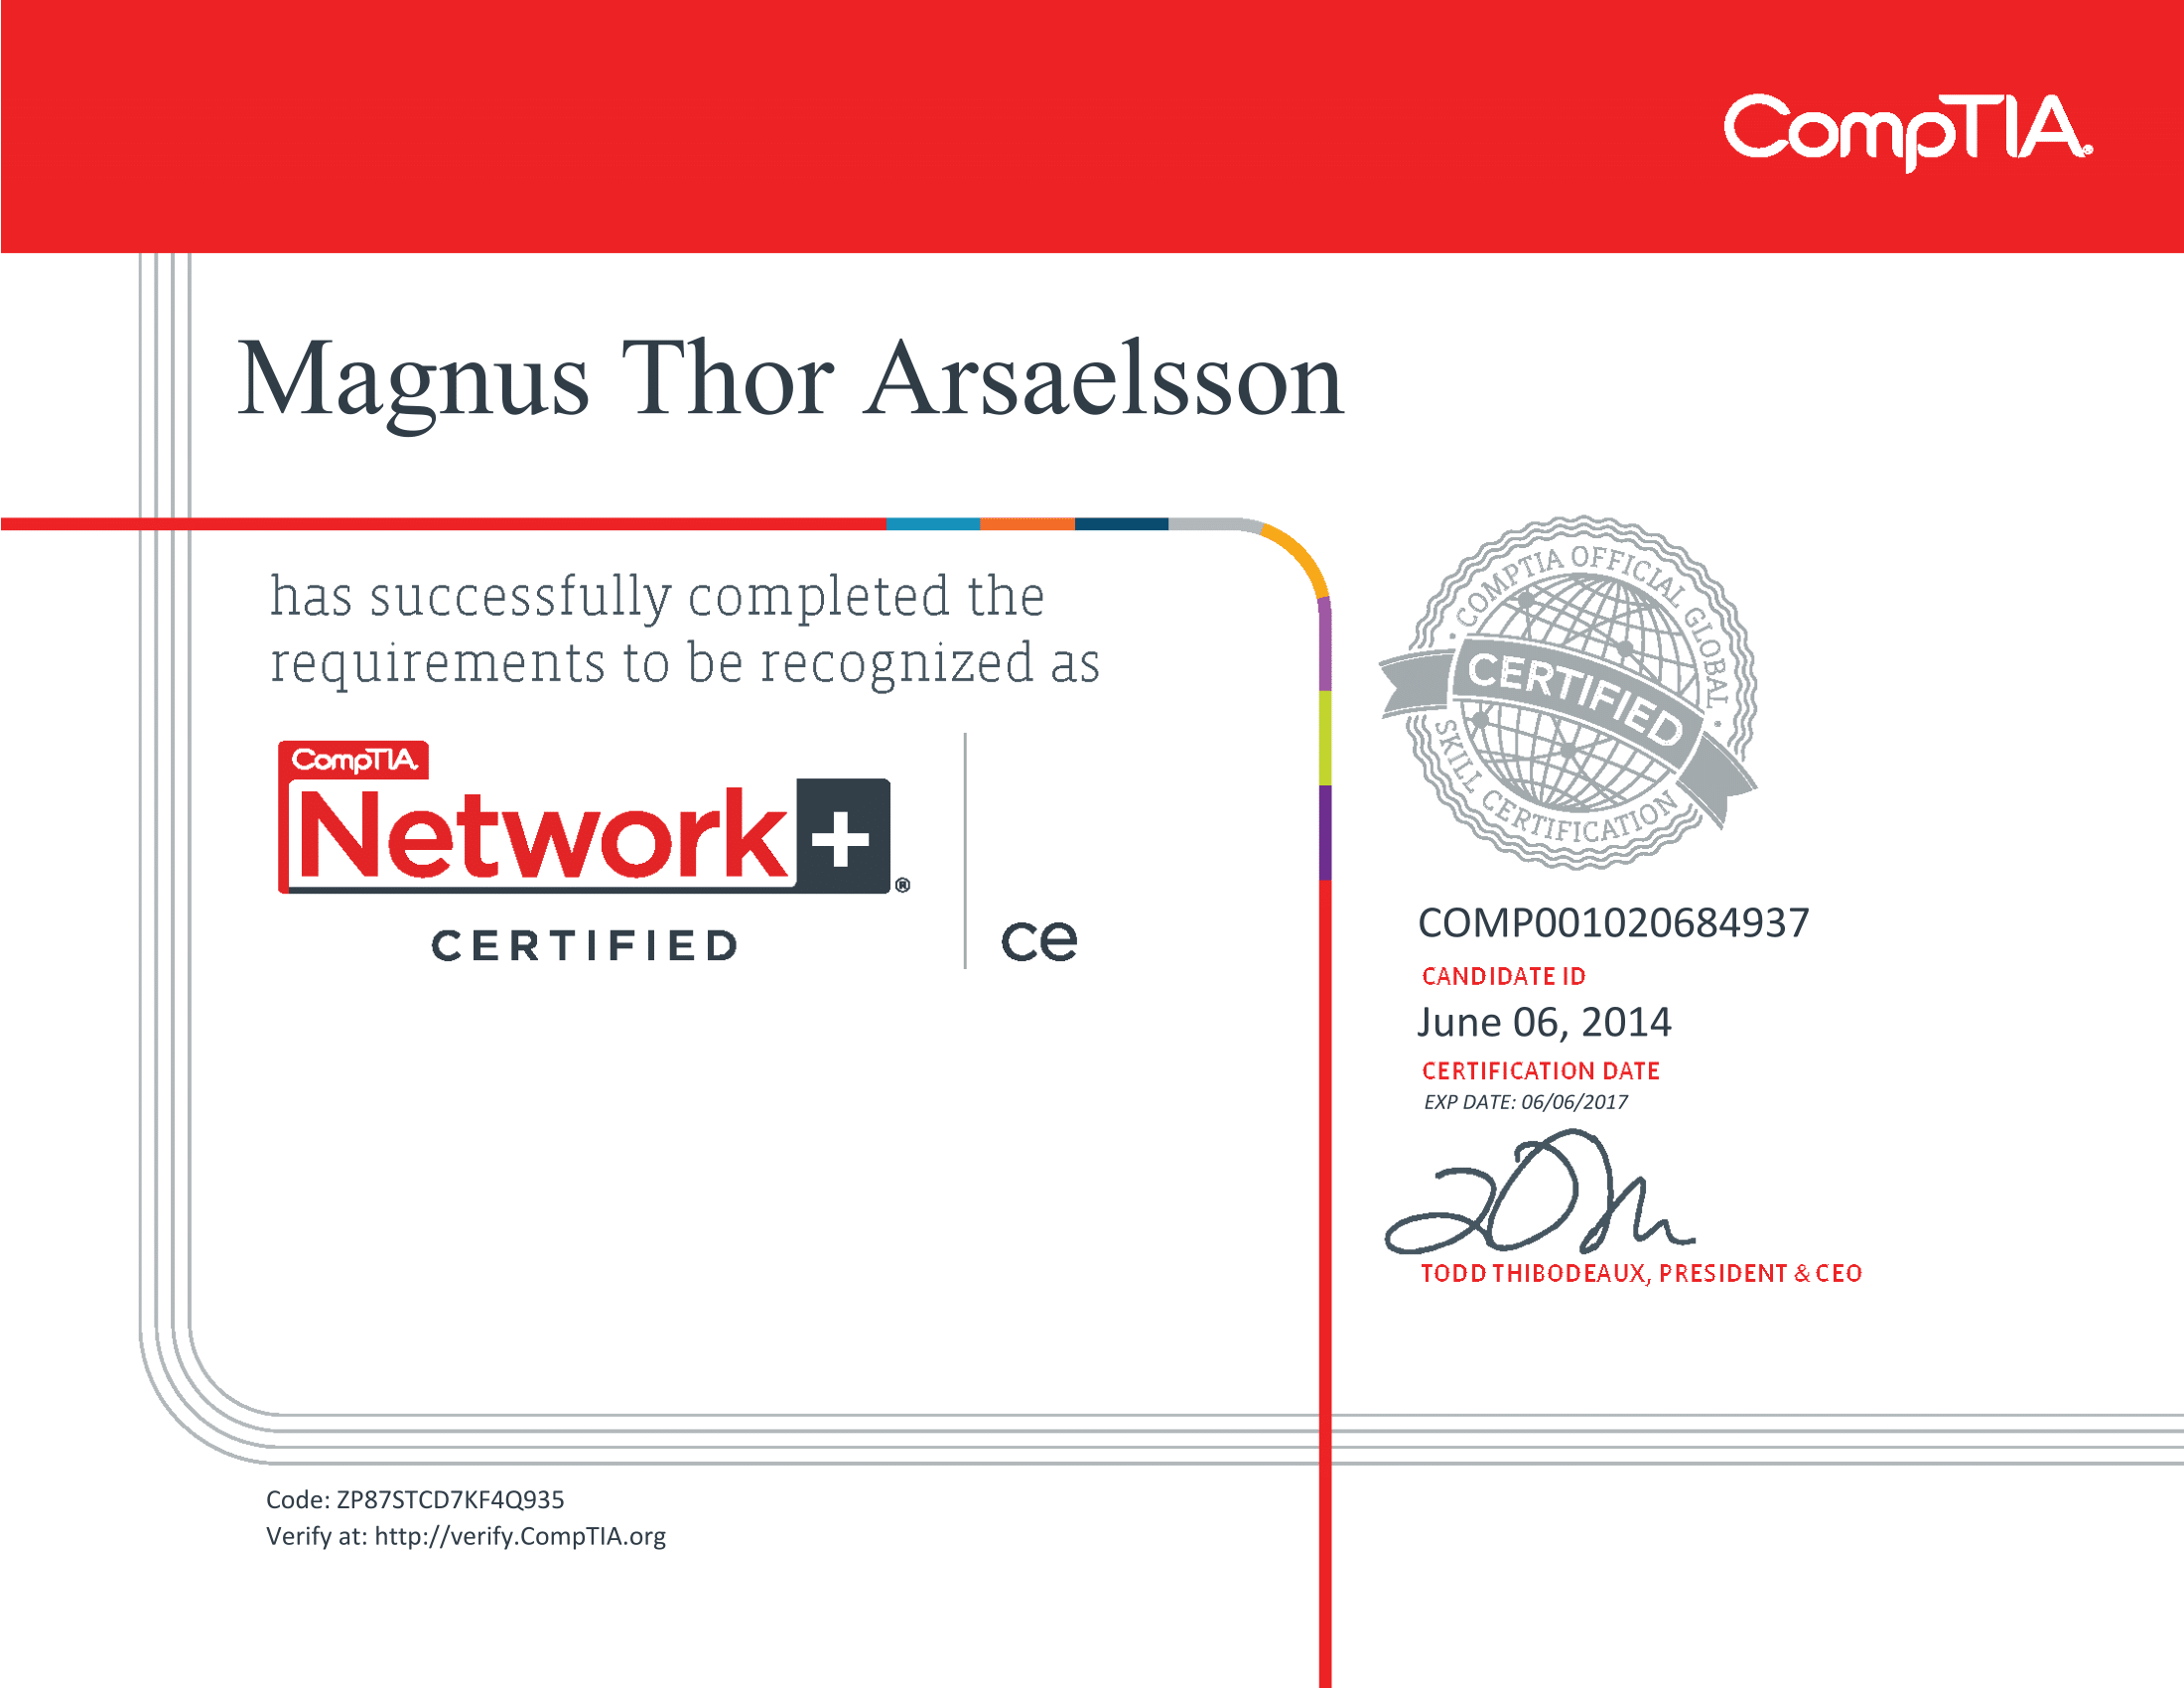 CompTIA.
Magnus Thor Arsaelsson
has successfully completed the
requirements to be recognized as
CompTIA.
Network+ ®
CERTIFIED
ce
· COMPTIA OFFICIAL GLOBAL ·
CERTIFIED
SKILL CERTIFICATION
COMP001020684937
CANDIDATE ID
June 06, 2014
CERTIFICATION DATE
EXP DATE: 06/06/2017
TODD THIBODEAUX, PRESIDENT & CEO
Code: ZP87STCD7KF4Q935
Verify at: http://verify.CompTIA.org